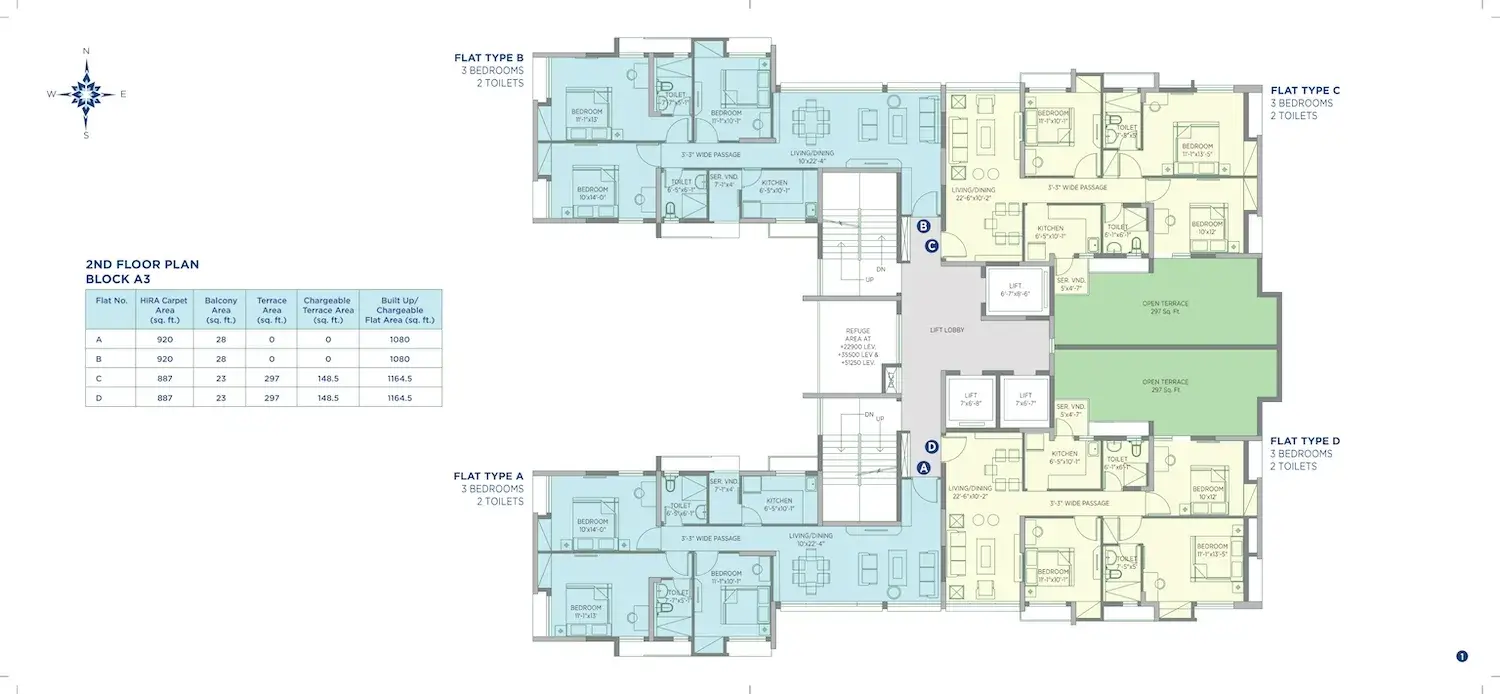 N
W E
S
2ND FLOOR PLAN
BLOCK A3
Flat No. HiRA Carpet Area (sq. ft.) Balcony Area (sq. ft.) Terrace Area (sq. ft.) Chargeable Terrace Area (sq. ft.) Built Up/ Chargeable Flat Area (sq. ft.)
A 920 28 0 0 1080
B 920 28 0 0 1080
C 887 23 297 148.5 1164.5
D 887 23 297 148.5 1164.5
FLAT TYPE B
3 BEDROOMS
2 TOILETS
BEDROOM
11'-1"x13'
TOILET
7'-7"x5'-1"
BEDROOM
11'-1"x10'-1"
3'-3" WIDE PASSAGE
LIVING/DINING
10'x22'-4"
BEDROOM
10'x14'-0"
TOILET
6'-5"x6'-1"
SER. VND.
7'-1"x4'
KITCHEN
6'-5"x10'-1"
FLAT TYPE C
3 BEDROOMS
2 TOILETS
BEDROOM
11'-1"x10'-1"
TOILET
7'-5"x5'
BEDROOM
11'-1"x13'-5"
LIVING/DINING
22'-6"x10'-2"
3'-3" WIDE PASSAGE
KITCHEN
6'-5"x10'-1"
TOILET
6'-1"x6'-1"
BEDROOM
10'x12'
SER. VND.
5'x4'-7"
B
C
DN
UP
LIFT
6'-7"x8'-6"
OPEN TERRACE
297 Sq. Ft.
LIFT LOBBY
REFUGE
AREA AT
+22900 LEV.
+35500 LEV &
+51250 LEV.
LIFT
7'x6'-8"
LIFT
7'x6'-7"
OPEN TERRACE
297 Sq. Ft.
SER. VND.
5'x4'-7"
DN
UP
D
A
FLAT TYPE A
3 BEDROOMS
2 TOILETS
BEDROOM
10'x14'-0"
TOILET
6'-5"x6'-1"
SER. VND.
7'-1"x4'
KITCHEN
6'-5"x10'-1"
3'-3" WIDE PASSAGE
LIVING/DINING
10'x22'-4"
BEDROOM
11'-1"x13'
TOILET
7'-7"x5'-1"
BEDROOM
11'-1"x10'-1"
FLAT TYPE D
3 BEDROOMS
2 TOILETS
KITCHEN
6'-5"x10'-1"
TOILET
6'-1"x6'-1"
BEDROOM
10'x12'
LIVING/DINING
22'-6"x10'-2"
3'-3" WIDE PASSAGE
BEDROOM
11'-1"x10'-1"
TOILET
7'-5"x5'
BEDROOM
11'-1"x13'-5"
1